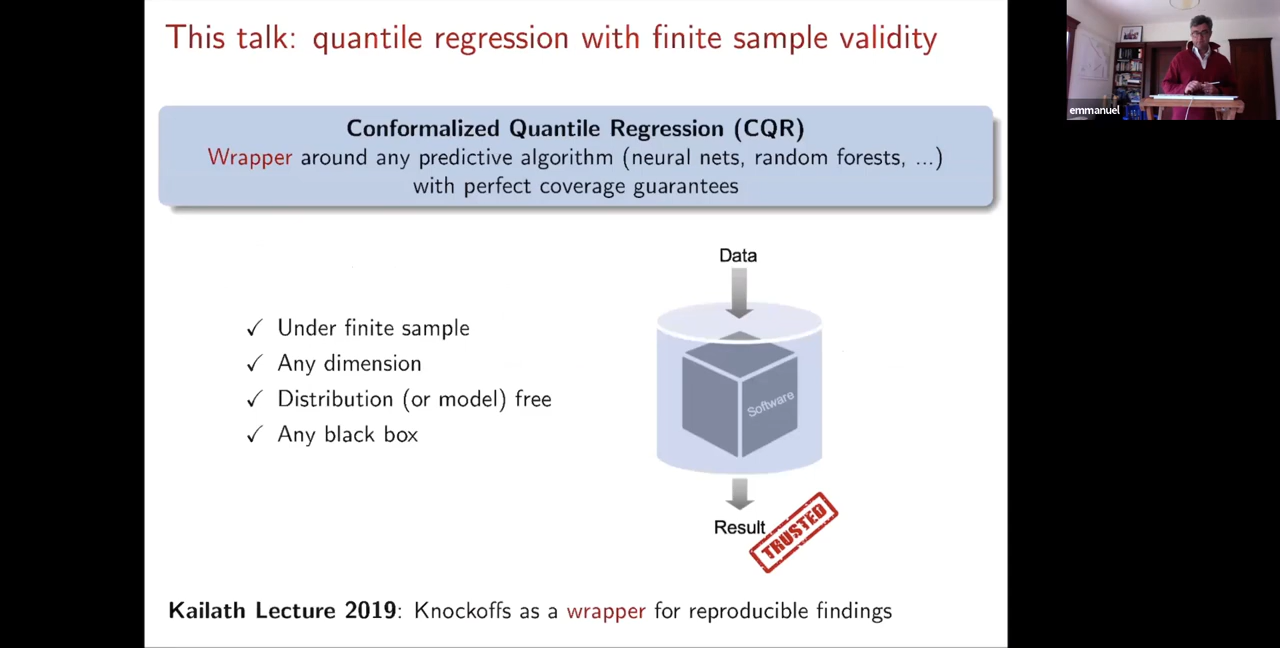 This talk: quantile regression with finite sample validity
emmanuel
Conformalized Quantile Regression (CQR)
Wrapper around any predictive algorithm (neural nets, random forests, ...)
with perfect coverage guarantees
Data
✓ Under finite sample
✓ Any dimension
✓ Distribution (or model) free
✓ Any black box
Software
Result
TRUSTED
Kailath Lecture 2019: Knockoffs as a wrapper for reproducible findings